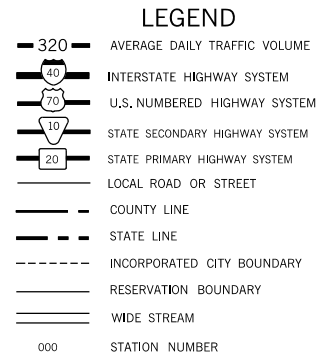 LEGEND
320 AVERAGE DAILY TRAFFIC VOLUME
40 INTERSTATE HIGHWAY SYSTEM
70 U.S. NUMBERED HIGHWAY SYSTEM
10 STATE SECONDARY HIGHWAY SYSTEM
20 STATE PRIMARY HIGHWAY SYSTEM
LOCAL ROAD OR STREET
COUNTY LINE
STATE LINE
INCORPORATED CITY BOUNDARY
RESERVATION BOUNDARY
WIDE STREAM
000 STATION NUMBER